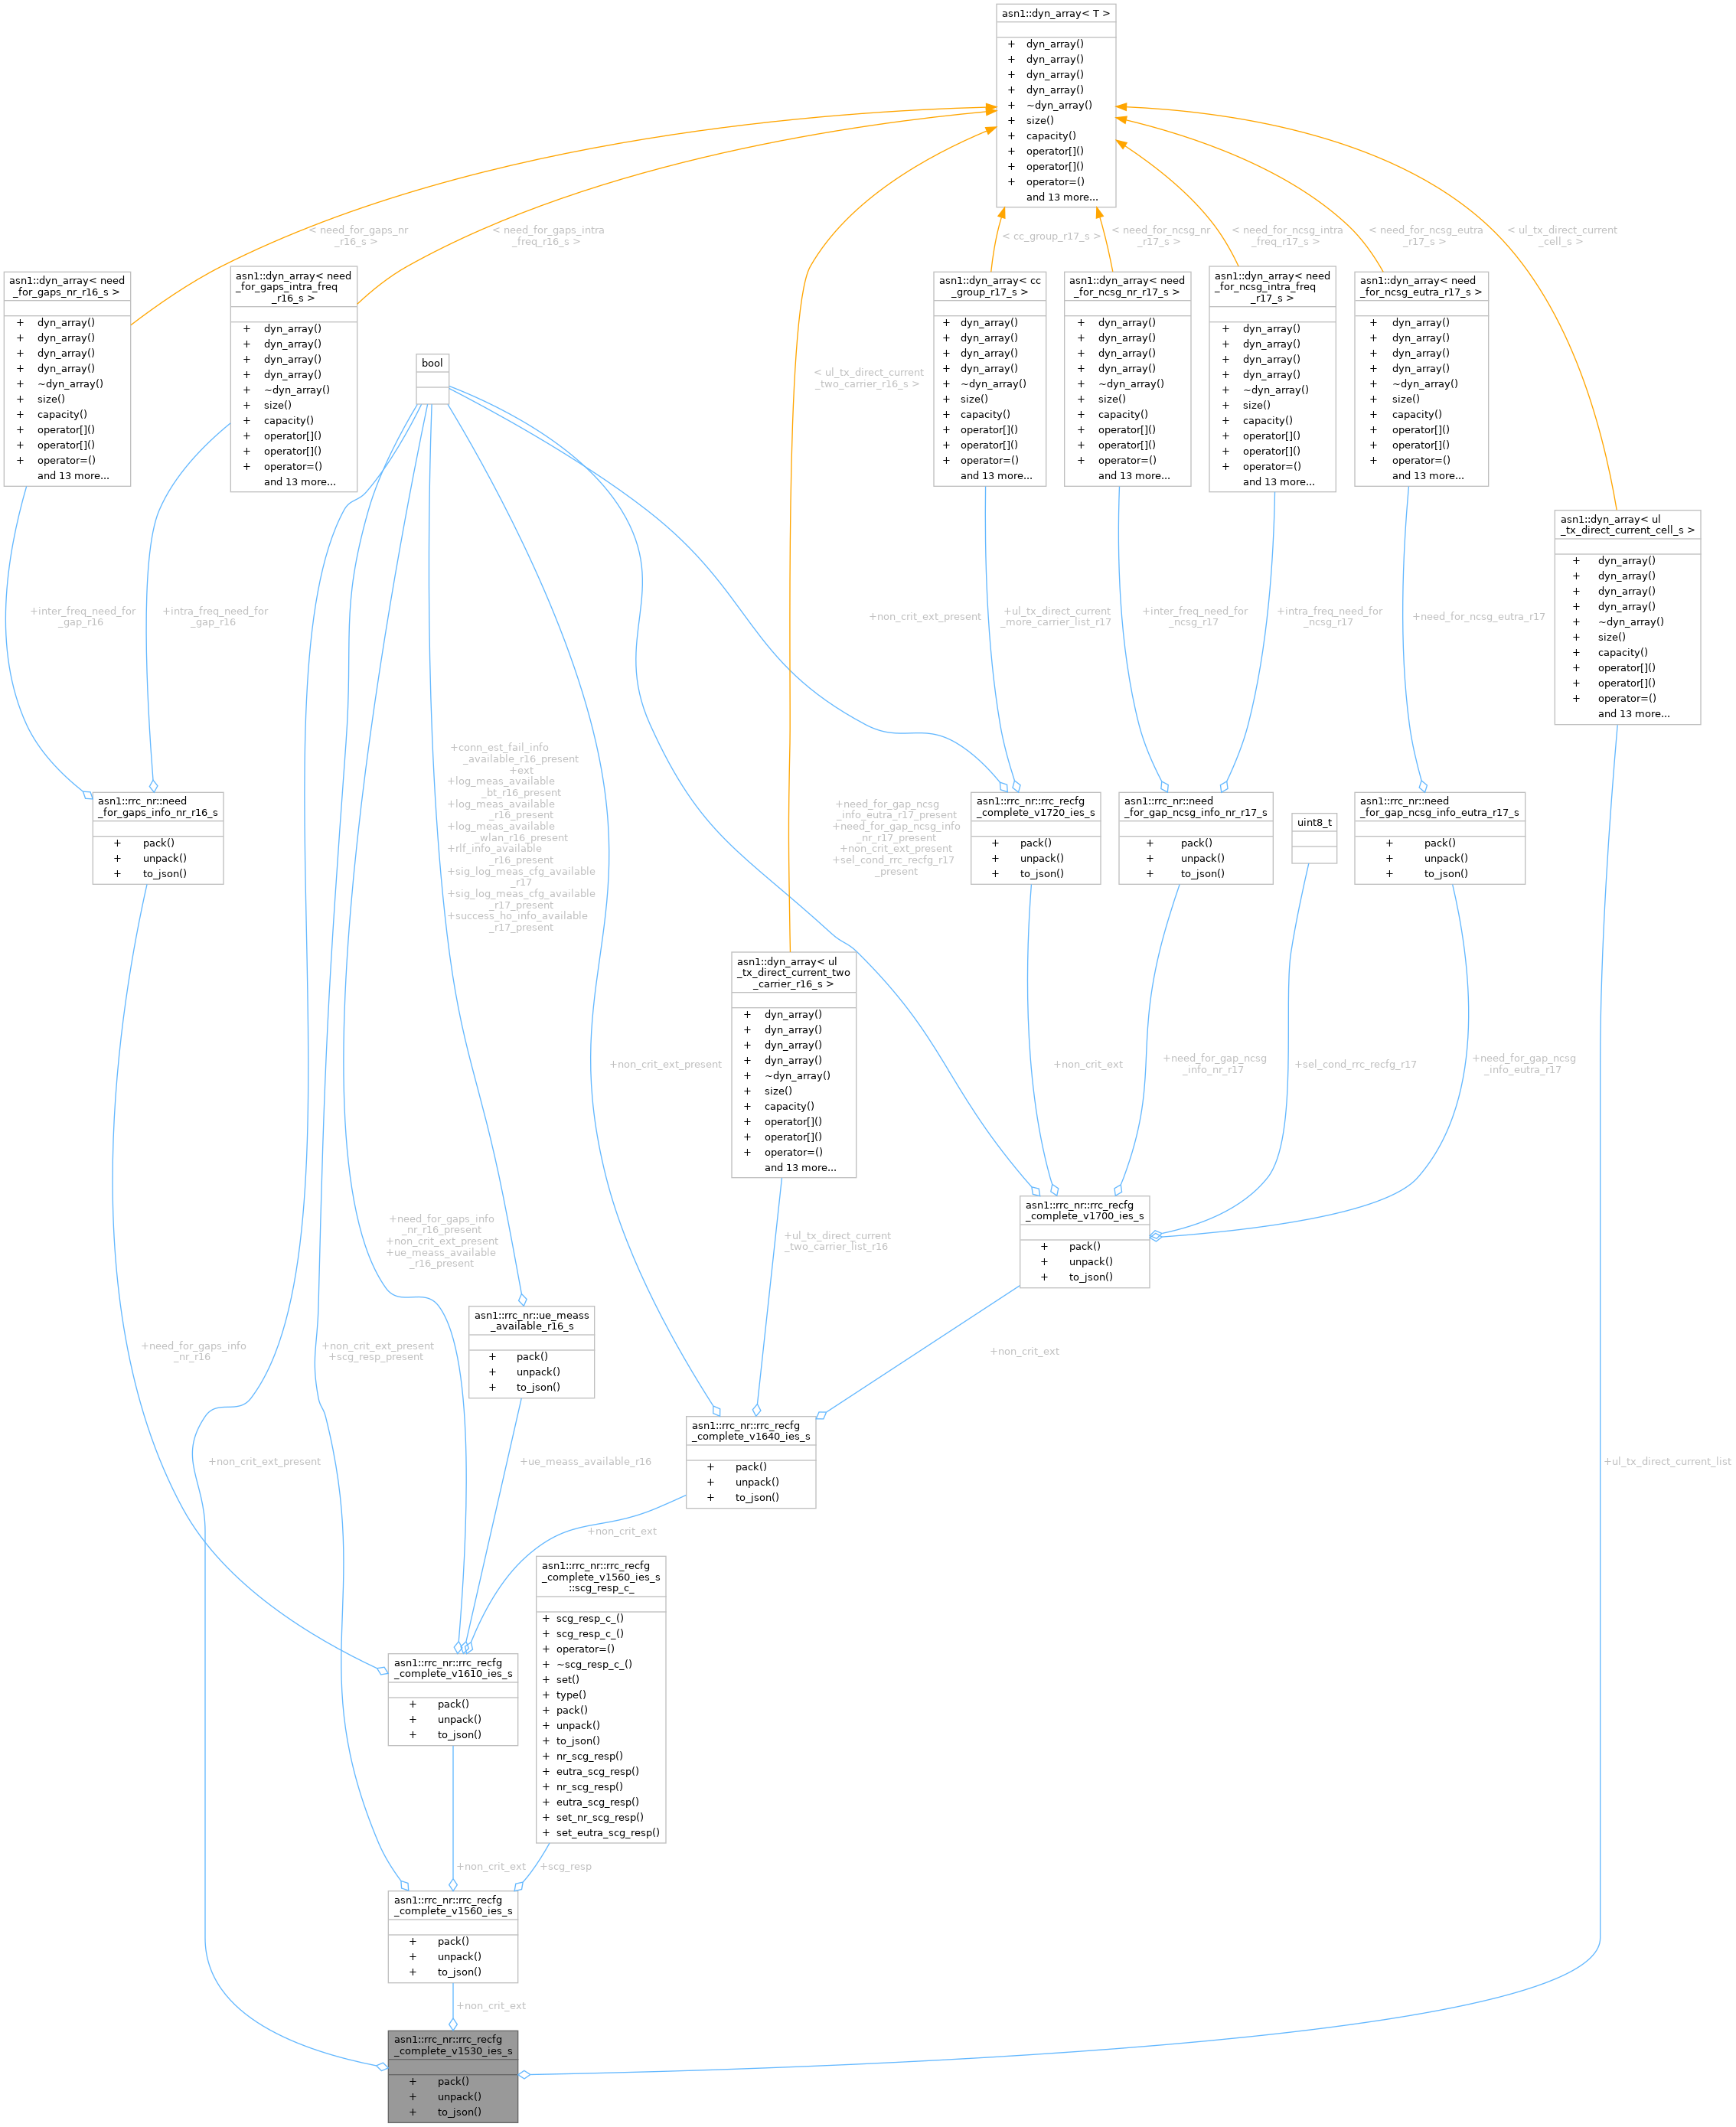 asn1::dyn_array< T >
+ dyn_array()
+ dyn_array()
+ dyn_array()
+ dyn_array()
+ ~dyn_array()
+ size()
+ capacity()
+ operator[]()
+ operator[]()
+ operator=()
and 13 more...
< need_for_gaps_nr
_r16_s >
< need_for_gaps_intra
_freq_r16_s >
< cc_group_r17_s >
< need_for_ncsg_nr
_r17_s >
< need_for_ncsg_intra
_freq_r17_s >
< need_for_ncsg_eutra
_r17_s >
< ul_tx_direct_current
_cell_s >
asn1::dyn_array< need
_for_gaps_nr_r16_s >
+ dyn_array()
+ dyn_array()
+ dyn_array()
+ dyn_array()
+ ~dyn_array()
+ size()
+ capacity()
+ operator[]()
+ operator[]()
+ operator=()
and 13 more...
asn1::dyn_array< need
_for_gaps_intra_freq
_r16_s >
+ dyn_array()
+ dyn_array()
+ dyn_array()
+ dyn_array()
+ ~dyn_array()
+ size()
+ capacity()
+ operator[]()
+ operator[]()
+ operator=()
and 13 more...
bool
< ul_tx_direct_current
_two_carrier_r16_s >
asn1::dyn_array< cc
_group_r17_s >
+ dyn_array()
+ dyn_array()
+ dyn_array()
+ dyn_array()
+ ~dyn_array()
+ size()
+ capacity()
+ operator[]()
+ operator[]()
+ operator=()
and 13 more...
asn1::dyn_array< need
_for_ncsg_nr_r17_s >
+ dyn_array()
+ dyn_array()
+ dyn_array()
+ dyn_array()
+ ~dyn_array()
+ size()
+ capacity()
+ operator[]()
+ operator[]()
+ operator=()
and 13 more...
asn1::dyn_array< need
_for_ncsg_intra_freq
_r17_s >
+ dyn_array()
+ dyn_array()
+ dyn_array()
+ dyn_array()
+ ~dyn_array()
+ size()
+ capacity()
+ operator[]()
+ operator[]()
+ operator=()
and 13 more...
asn1::dyn_array< need
_for_ncsg_eutra_r17_s >
+ dyn_array()
+ dyn_array()
+ dyn_array()
+ dyn_array()
+ ~dyn_array()
+ size()
+ capacity()
+ operator[]()
+ operator[]()
+ operator=()
and 13 more...
asn1::dyn_array< ul
_tx_direct_current_cell_s >
+ dyn_array()
+ dyn_array()
+ dyn_array()
+ dyn_array()
+ ~dyn_array()
+ size()
+ capacity()
+ operator[]()
+ operator[]()
+ operator=()
and 13 more...
+inter_freq_need_for
_gap_r16
+intra_freq_need_for
_gap_r16
+non_crit_ext_present
+ul_tx_direct_current
_more_carrier_list_r17
+inter_freq_need_for
_ncsg_r17
+intra_freq_need_for
_ncsg_r17
+need_for_ncsg_eutra_r17
+conn_est_fail_info
_available_r16_present
+ext
+log_meas_available
_bt_r16_present
+log_meas_available
_r16_present
+log_meas_available
_wlan_r16_present
+rlf_info_available
_r16_present
+sig_log_meas_cfg_available
_r17
+sig_log_meas_cfg_available
_r17_present
+success_ho_info_available
_r17_present
asn1::rrc_nr::need
_for_gaps_info_nr_r16_s
+ pack()
+ unpack()
+ to_json()
+need_for_gap_ncsg
_info_eutra_r17_present
+need_for_gap_ncsg_info
_nr_r17_present
+non_crit_ext_present
+sel_cond_rrc_recfg_r17
_present
asn1::rrc_nr::rrc_recfg
_complete_v1720_ies_s
+ pack()
+ unpack()
+ to_json()
asn1::rrc_nr::need
_for_gap_ncsg_info_nr_r17_s
+ pack()
+ unpack()
+ to_json()
uint8_t
asn1::rrc_nr::need
_for_gap_ncsg_info_eutra_r17_s
+ pack()
+ unpack()
+ to_json()
asn1::dyn_array< ul
_tx_direct_current_two
_carrier_r16_s >
+ dyn_array()
+ dyn_array()
+ dyn_array()
+ dyn_array()
+ ~dyn_array()
+ size()
+ capacity()
+ operator[]()
+ operator[]()
+ operator=()
and 13 more...
+non_crit_ext_present
+non_crit_ext
+need_for_gap_ncsg
_info_nr_r17
+sel_cond_rrc_recfg_r17
+need_for_gap_ncsg
_info_eutra_r17
+need_for_gaps_info
_nr_r16_present
+non_crit_ext_present
+ue_meass_available
_r16_present
+ul_tx_direct_current
_two_carrier_list_r16
asn1::rrc_nr::rrc_recfg
_complete_v1700_ies_s
+ pack()
+ unpack()
+ to_json()
asn1::rrc_nr::ue_meass
_available_r16_s
+ pack()
+ unpack()
+ to_json()
+need_for_gaps_info
_nr_r16
+non_crit_ext_present
+scg_resp_present
+non_crit_ext
asn1::rrc_nr::rrc_recfg
_complete_v1640_ies_s
+ pack()
+ unpack()
+ to_json()
+non_crit_ext_present
+ue_meass_available_r16
+ul_tx_direct_current_list
+non_crit_ext
asn1::rrc_nr::rrc_recfg
_complete_v1560_ies_s
::scg_resp_c_
+ scg_resp_c_()
+ scg_resp_c_()
+ operator=()
+ ~scg_resp_c_()
+ set()
+ type()
+ pack()
+ unpack()
+ to_json()
+ nr_scg_resp()
+ eutra_scg_resp()
+ nr_scg_resp()
+ eutra_scg_resp()
+ set_nr_scg_resp()
+ set_eutra_scg_resp()
asn1::rrc_nr::rrc_recfg
_complete_v1610_ies_s
+ pack()
+ unpack()
+ to_json()
+non_crit_ext
+scg_resp
asn1::rrc_nr::rrc_recfg
_complete_v1560_ies_s
+ pack()
+ unpack()
+ to_json()
+non_crit_ext
asn1::rrc_nr::rrc_recfg
_complete_v1530_ies_s
+ pack()
+ unpack()
+ to_json()